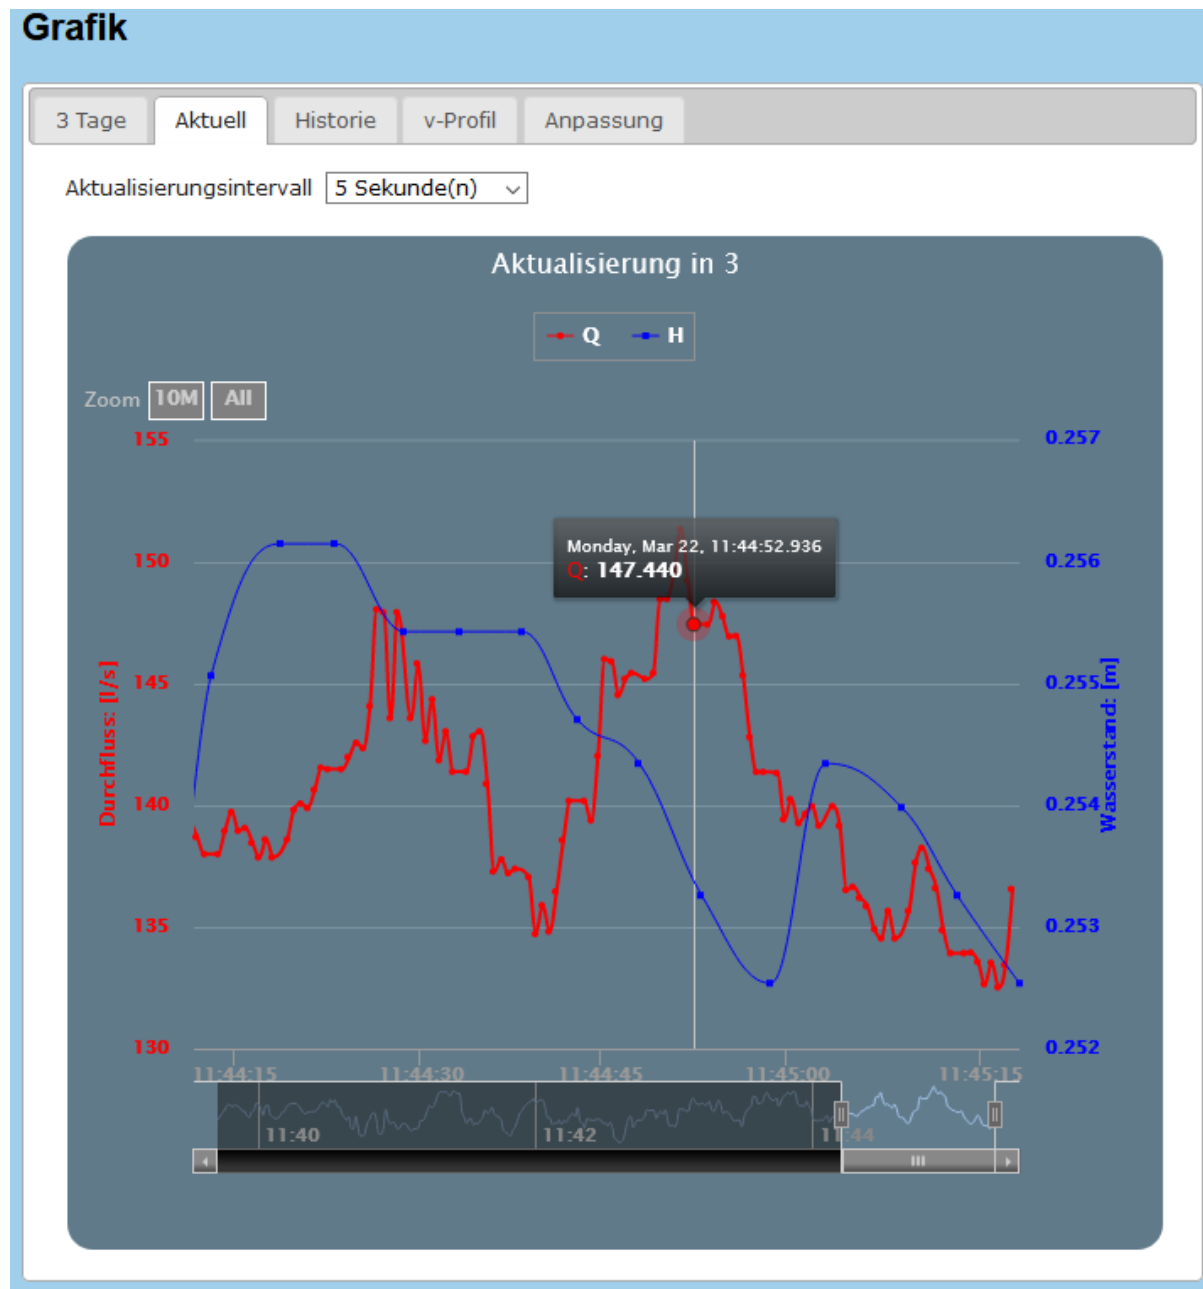 Grafik
3 Tage Aktuell Historie v-Profil Anpassung
Aktualisierungsintervall 5 Sekunde(n)
Aktualisierung in 3
Q H
Zoom 10M All
155 0.257
Monday, Mar 22, 11:44:52.936
150 0.256
Q: 147.440
Durchfluss: [l/s]
145 0.255
Wasserstand: [m]
140 0.254
135 0.253
130 0.252
11:44:15 11:44:30 11:44:45 11:45:00 11:45:15
11:40 11:42 11:44